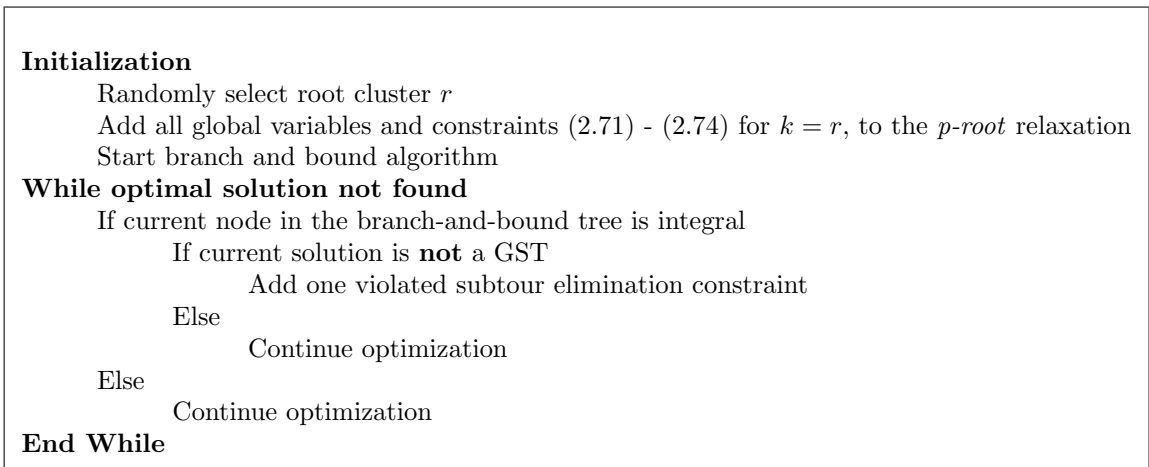 Initialization
Randomly select root cluster r
Add all global variables and constraints (2.71) - (2.74) for k = r, to the p-root relaxation
Start branch and bound algorithm
While optimal solution not found
If current node in the branch-and-bound tree is integral
If current solution is not a GST
Add one violated subtour elimination constraint
Else
Continue optimization
Else
Continue optimization
End While